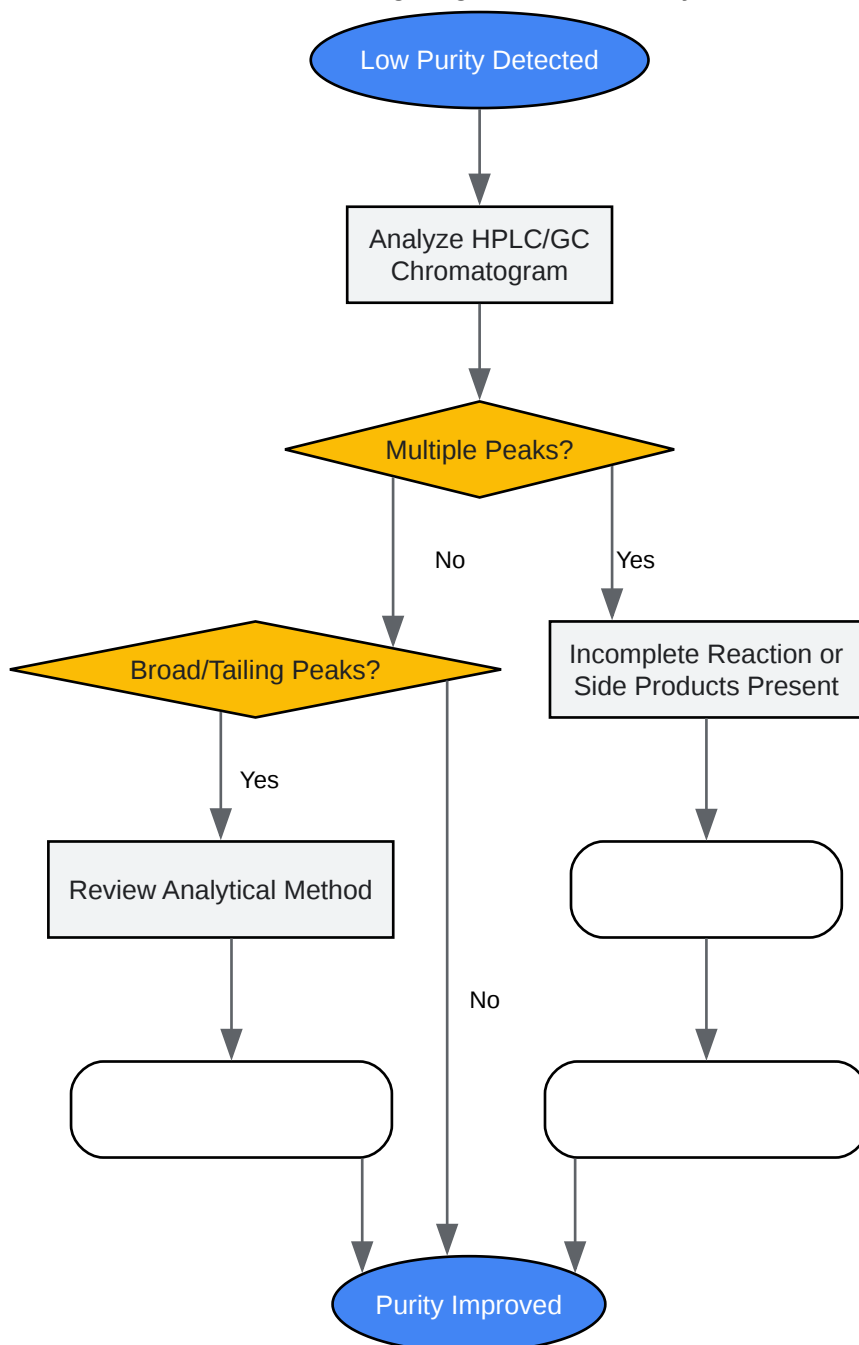 Low Purity Detected
Analyze HPLC/GC
Chromatogram
Multiple Peaks?
No
Yes
Broad/Tailing Peaks?
Incomplete Reaction or
Side Products Present
Yes
Review Analytical Method
No
Purity Improved